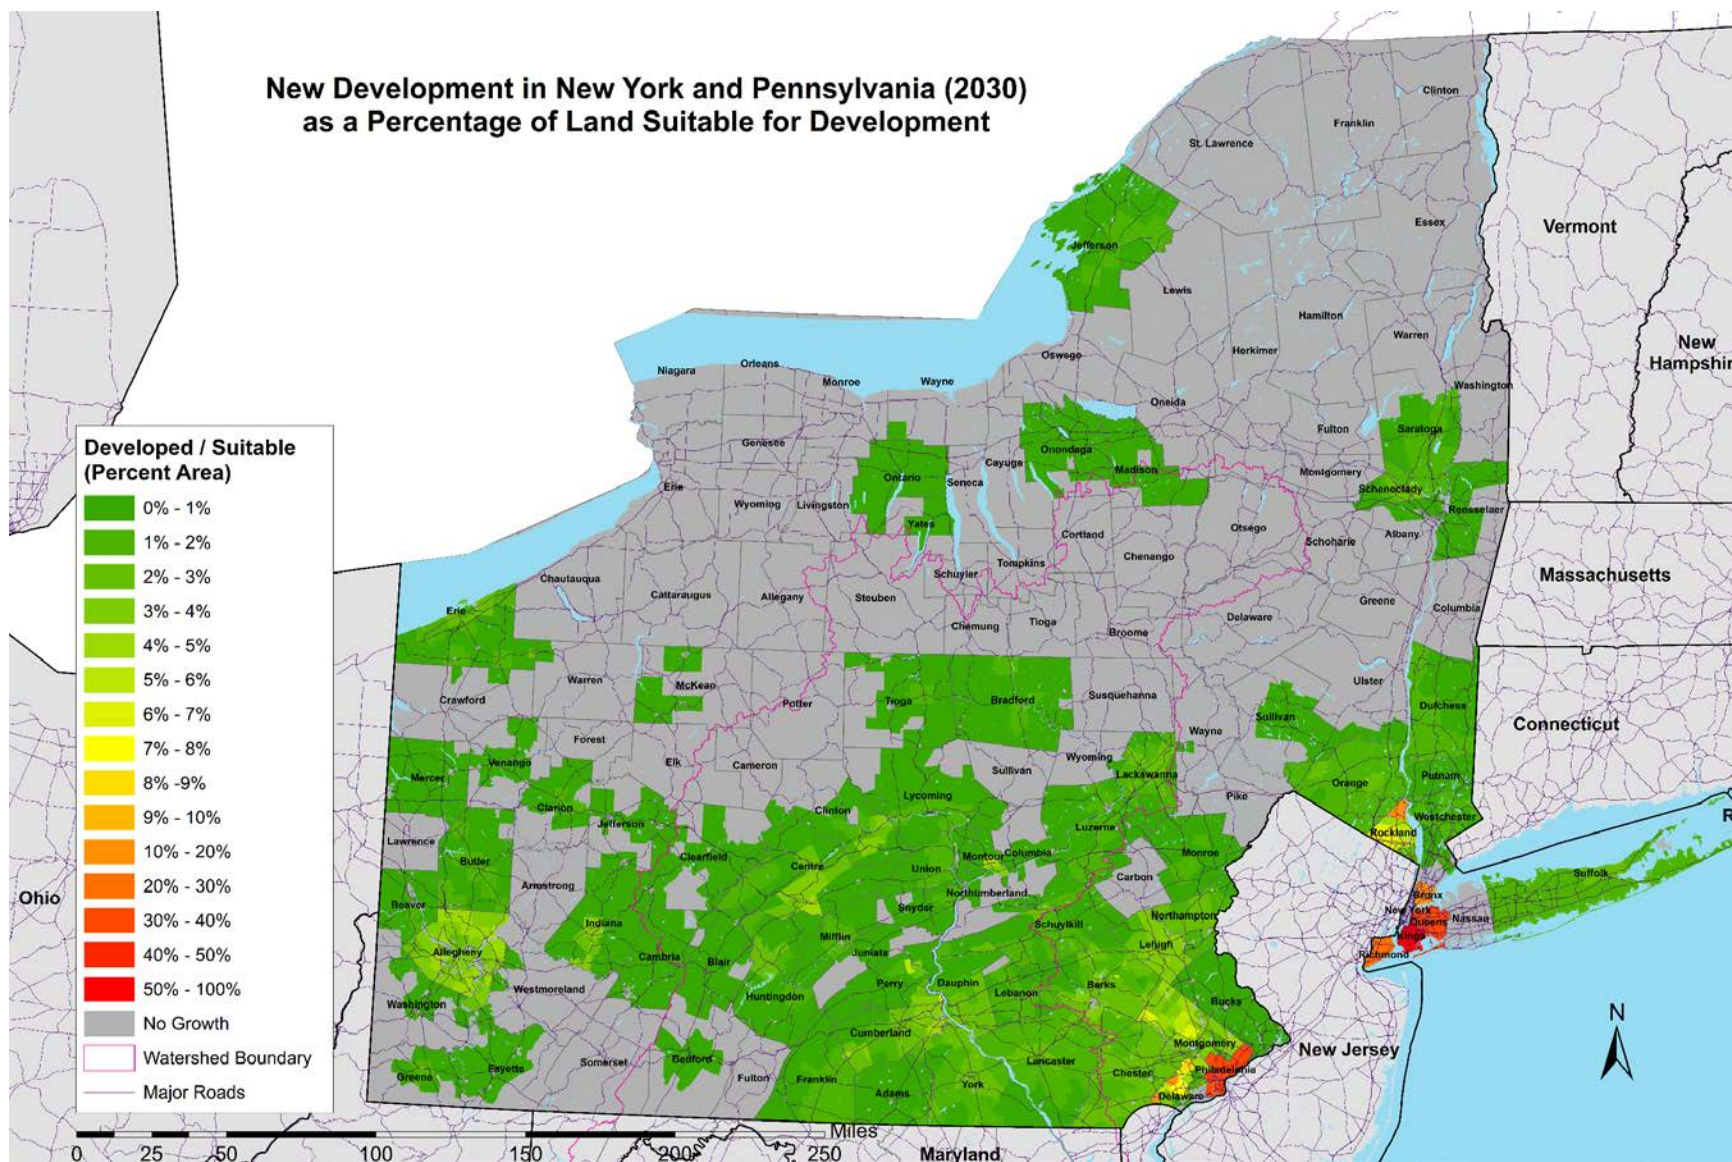 New Development in New York and Pennsylvania (2030)
as a Percentage of Land Suitable for Development
Clinton
Franklin
St. Lawrence
Essex
Vermont
Jefferson
Lewis
Hamilton
Warren
New
Hampshir
Herkimer
Oswego
Orleans
Niagara
Monroe
Wayne
Washington
Oneida
Fulton
Saratoga
Genesee
Onondaga
Cayuga
Madison
Montgomery
Ontario
Seneca
Erie
Schenectady
Wyoming
Livingston
Rensselaer
Yates
Otsego
Cortland
Albany
Schoharie
Chenango
Tompkins
Schuyler
Massachusetts
Chautauqua
Cattaraugus
Allegany
Steuben
Greene
Columbia
Erie
Delaware
Chemung
Tioga
Broome
Warren
McKean
Ulster
Crawford
Potter
Tioga
Bradford
Susquehanna
Dutchess
Sullivan
Connecticut
Wayne
Forest
Wyoming
Venango
Elk
Cameron
Sullivan
Lackawanna
Mercer
Orange
Putnam
Pike
Lycoming
Clarion
Clinton
Westchester
R
Jefferson
Luzerne
Rockland
Lawrence
Clearfield
Columbia
Montour
Monroe
Butler
Centre
Union
Suffolk
Carbon
Armstrong
Northumberland
Bronx
Ohio
Beaver
Snyder
New York
Indiana
Schuylkill
Northampton
Queens
Nassau
Mifflin
Kings
Allegheny
Juniata
Lehigh
Cambria
Blair
Richmond
Perry
Dauphin
Berks
Westmoreland
Huntingdon
Lebanon
Washington
Bucks
Cumberland
Montgomery
New Jersey
Bedford
Somerset
Lancaster
Fayette
Philadelphia
Greene
Fulton
Franklin
York
Chester
Adams
Delaware
Maryland
Developed / Suitable
(Percent Area)
0% - 1%
1% - 2%
2% - 3%
3% - 4%
4% - 5%
5% - 6%
6% - 7%
7% - 8%
8% -9%
9% - 10%
10% - 20%
20% - 30%
30% - 40%
40% - 50%
50% - 100%
No Growth
Watershed Boundary
Major Roads
N
Miles
0 25 50 100 150 200 250